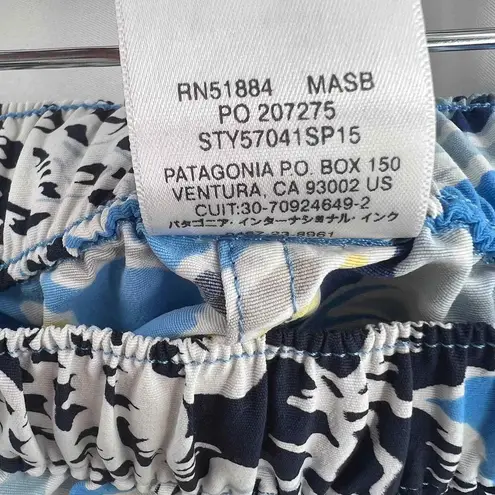 RN51884 MASB
PO 207275
STY57041SP15
PATAGONIA P.O. BOX 150
VENTURA, CA 93002 US
CUIT:30-70924649-2
パタゴニア・インターナショナル・インク